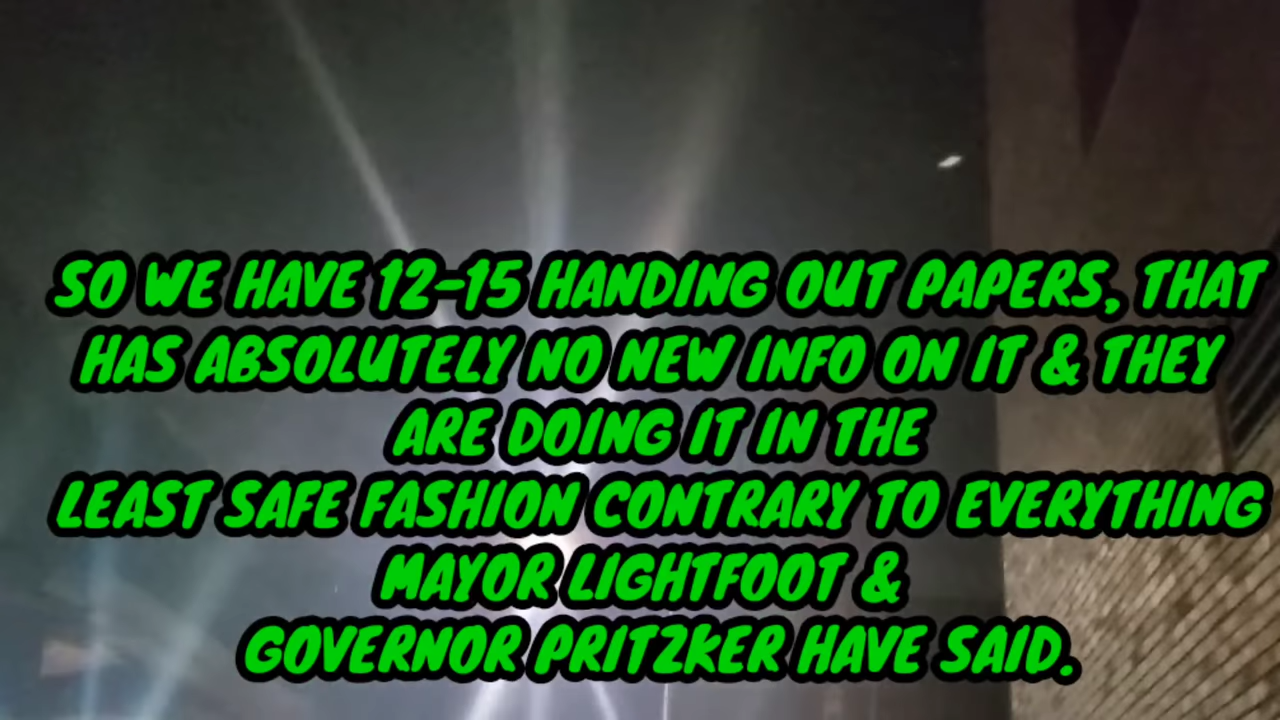 SO WE HAVE 12-15 HANDING OUT PAPERS, THAT
HAS ABSOLUTELY NO NEW INFO ON IT & THEY
ARE DOING IT IN THE
LEAST SAFE FASHION CONTRARY TO EVERYTHING
MAYOR LIGHTFOOT &
GOVERNOR PRITZKER HAVE SAID.